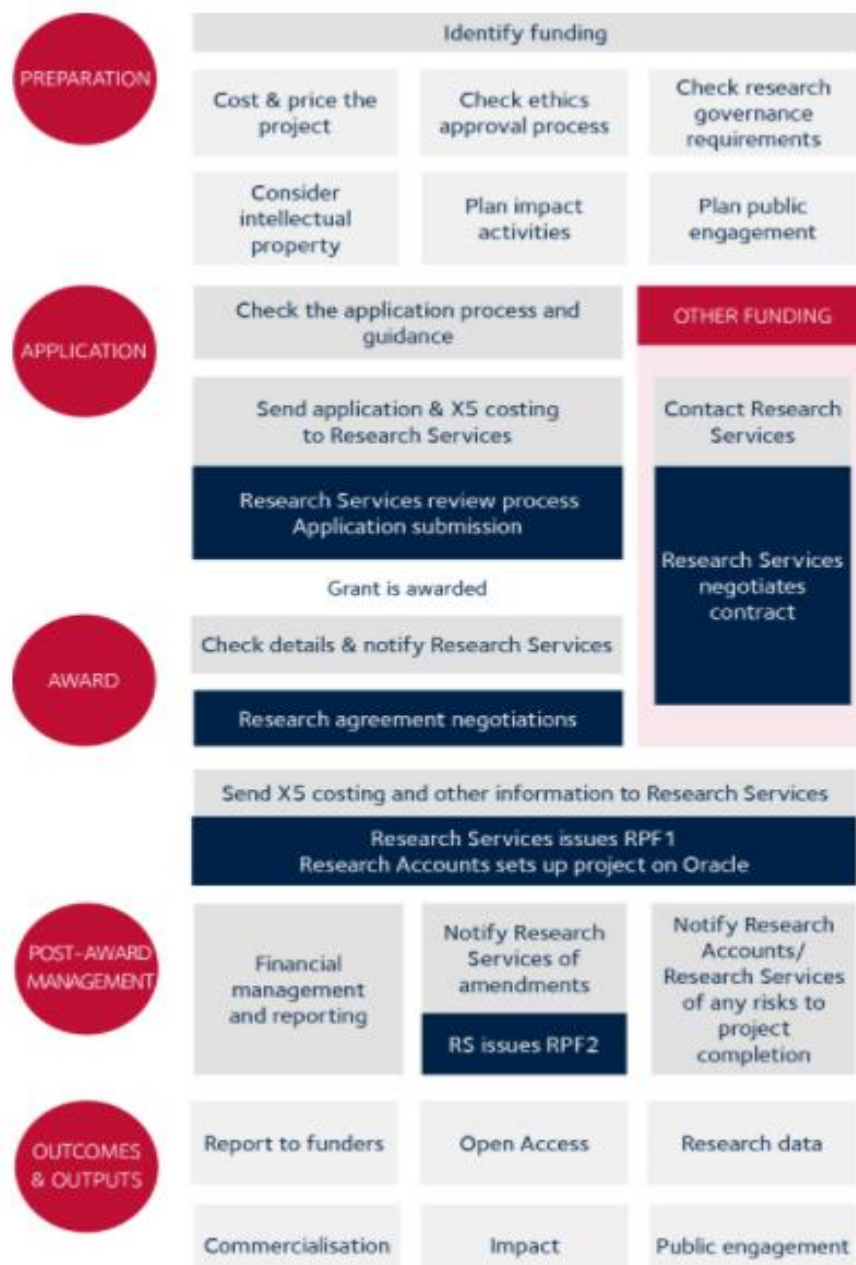 PREPARATION
Identify funding
Cost & price the
project
Check ethics
approval process
Check research
governance
requirements
Consider
intellectual
property
Plan impact
activities
Plan public
engagement
APPLICATION
Check the application process and
guidance
OTHER FUNDING
Send application & X5 costing
to Research Services
Contact Research
Services
Research Services review process
Application submission
Research Services
negotiates
contract
Grant is awarded
AWARD
Check details & notify Research Services
Research agreement negotiations
Send X5 costing and other information to Research Services
Research Services issues RPF1
Research Accounts sets up project on Oracle
POST-AWARD
MANAGEMENT
Financial
management
and reporting
Notify Research
Services of
amendments
RS issues RPF2
Notify Research
Accounts/
Research Services
of any risks to
project
completion
OUTCOMES
& OUTPUTS
Report to funders
Open Access
Research data
Commercialisation
Impact
Public engagement